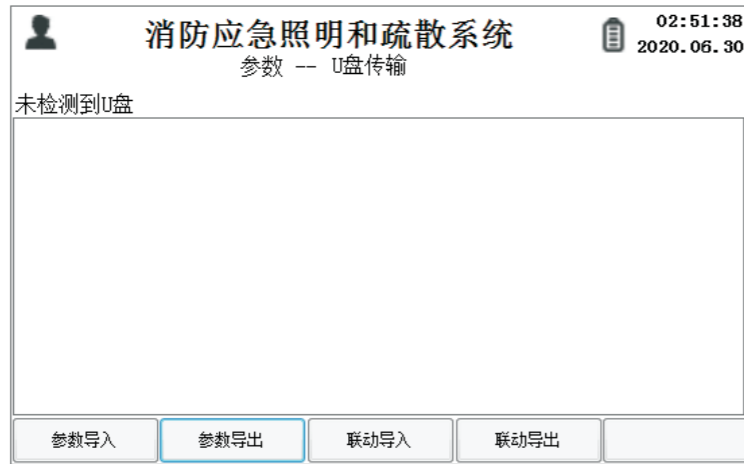 消防应急照明和疏散系统
02:51:38
参数 -- U盘传输
2020.06.30
未检测到U盘
参数导入
参数导出
联动导入
联动导出